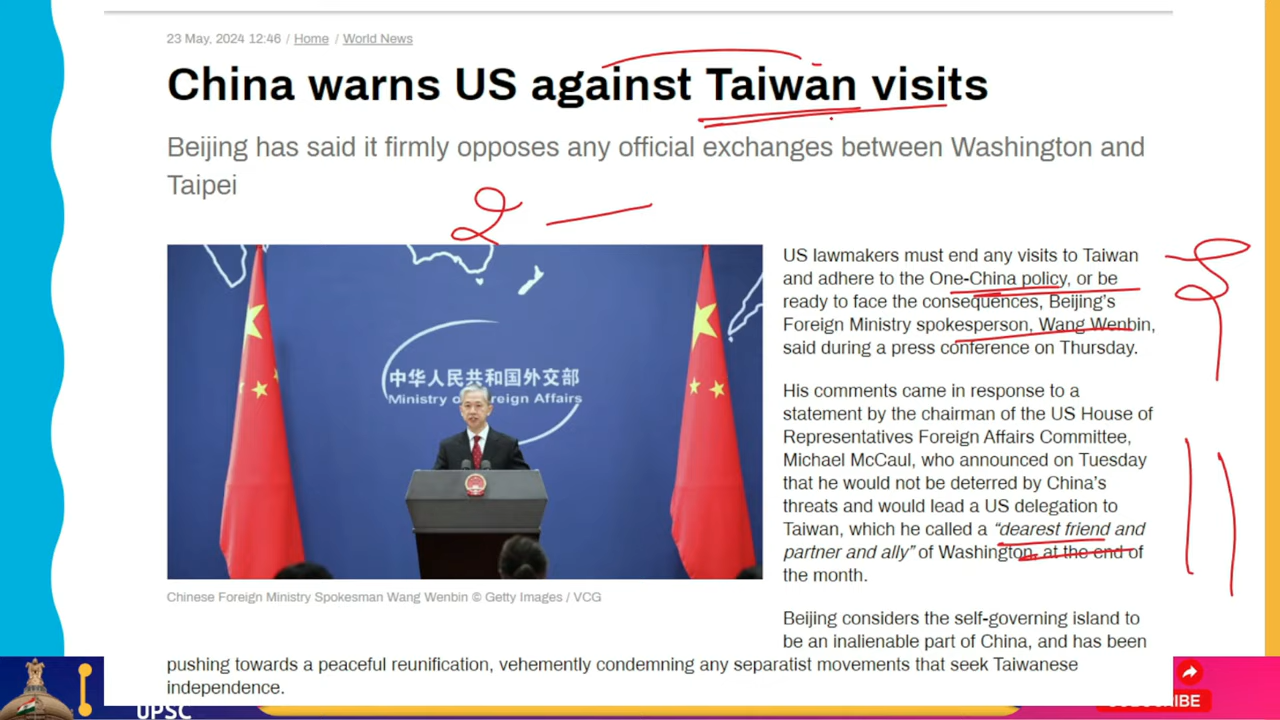 23 May, 2024 12:46 / Home / World News
China warns US against Taiwan visits
Beijing has said it firmly opposes any official exchanges between Washington and
Taipei
2
中华人民共和国外交部
Ministry of Foreign Affairs
Chinese Foreign Ministry Spokesman Wang Wenbin © Getty Images / VCG
US lawmakers must end any visits to Taiwan
and adhere to the One-China policy, or be
ready to face the consequences, Beijing's
Foreign Ministry spokesperson, Wang Wenbin,
said during a press conference on Thursday.
His comments came in response to a
statement by the chairman of the US House of
Representatives Foreign Affairs Committee,
Michael McCaul, who announced on Tuesday
that he would not be deterred by China's
threats and would lead a US delegation to
Taiwan, which he called a "dearest friend and
partner and ally" of Washington, at the end of
the month.
Beijing considers the self-governing island to
be an inalienable part of China, and has been
pushing towards a peaceful reunification, vehemently condemning any separatist movements that seek Taiwanese
independence.
UPSC
SUBSCRIBE